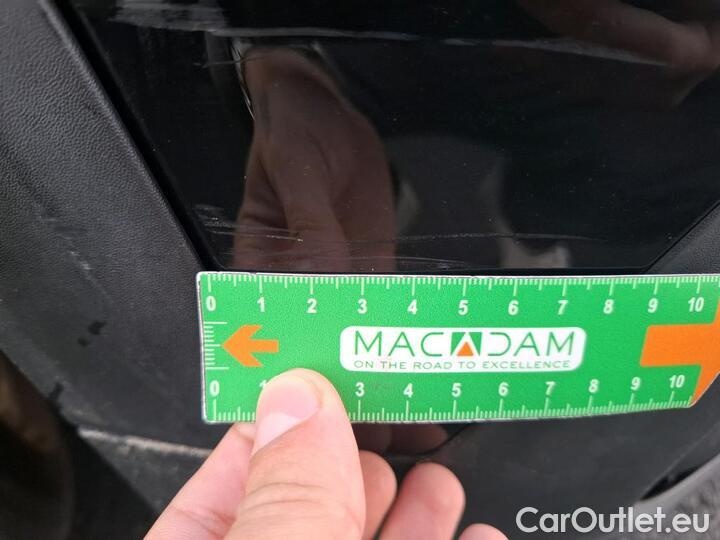 0 1 2 3 4 5 6 7 8 9 10
MACADAM
ON THE ROAD TO EXCELLENCE
0 1 3 4 5 6 7 8 9 10
CarOutlet.eu